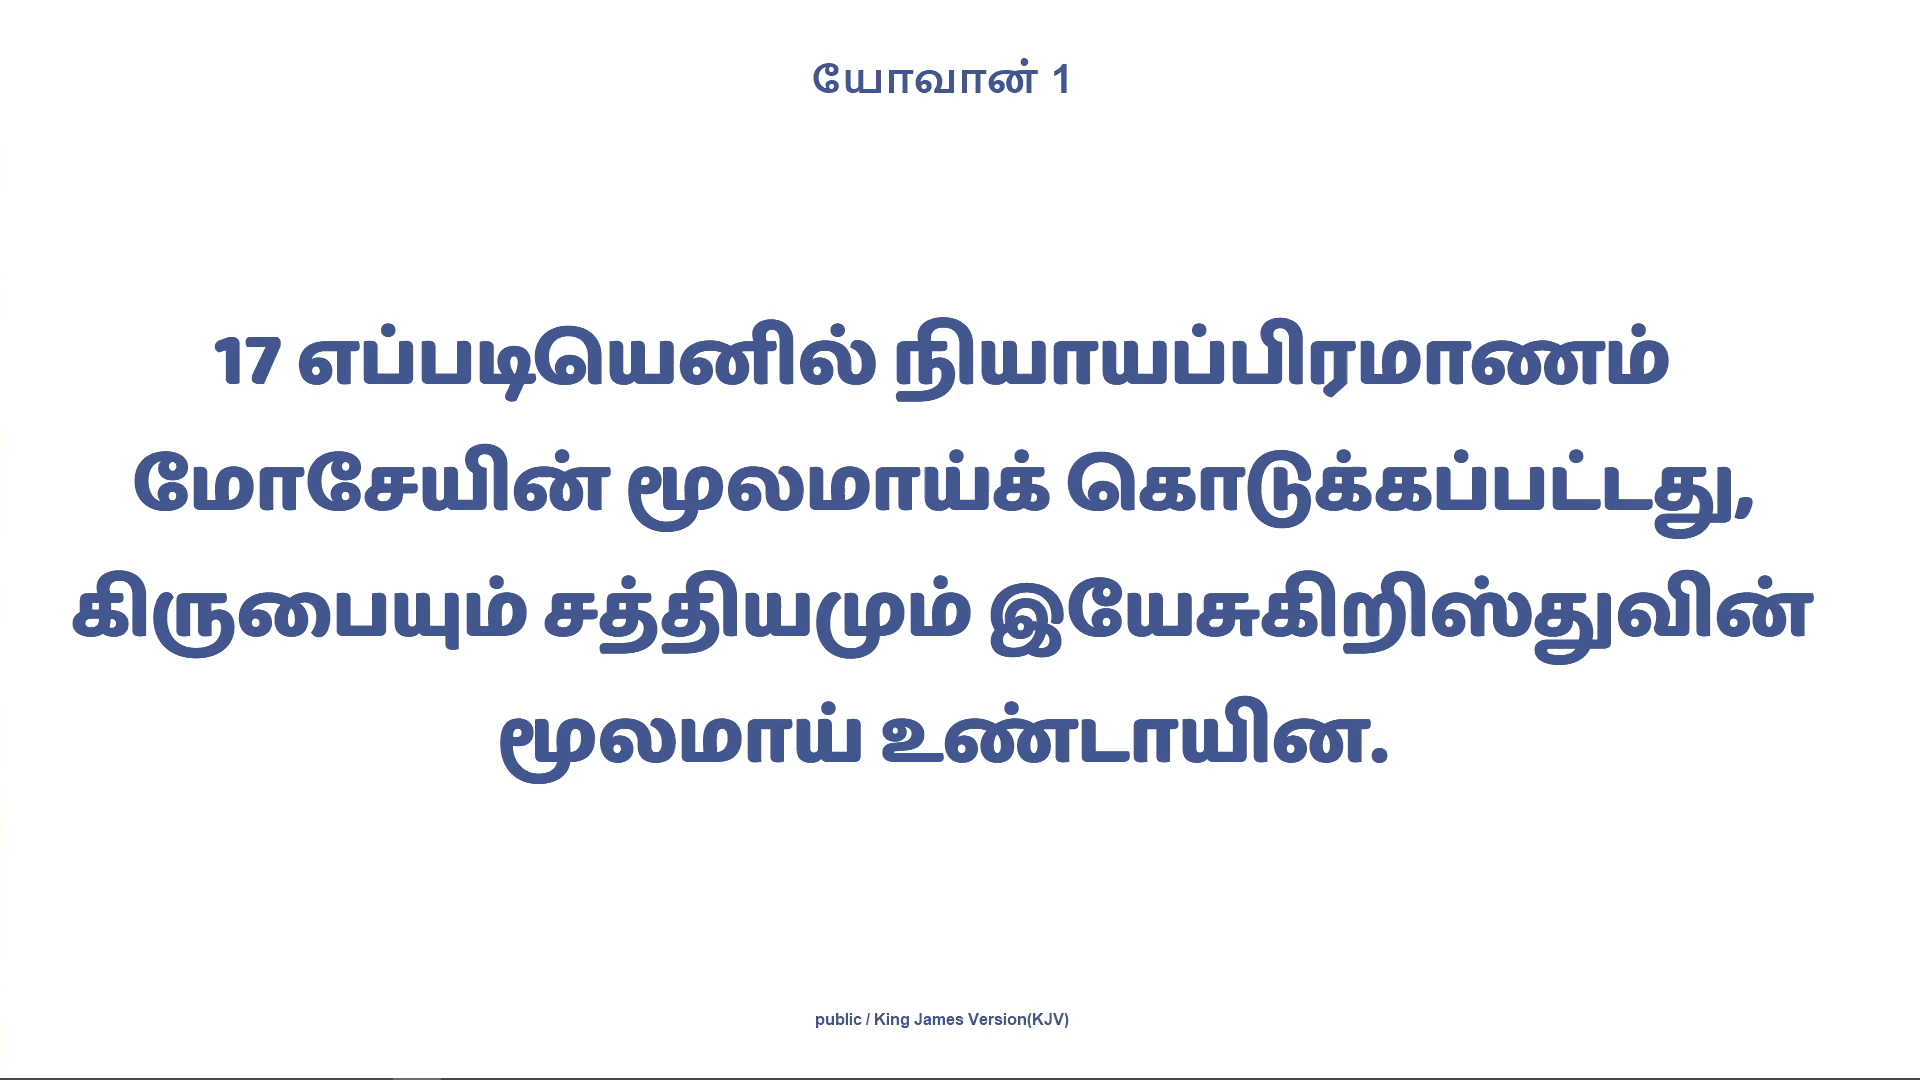 யோவான் 1
17 எப்படியெனில் நியாயப்பிரமாணம்
மோசேயின் மூலமாய்க் கொடுக்கப்பட்டது,
கிருபையும் சத்தியமும் இயேசுகிறிஸ்துவின்
மூலமாய் உண்டாயின.
public / King James Version(KJV)